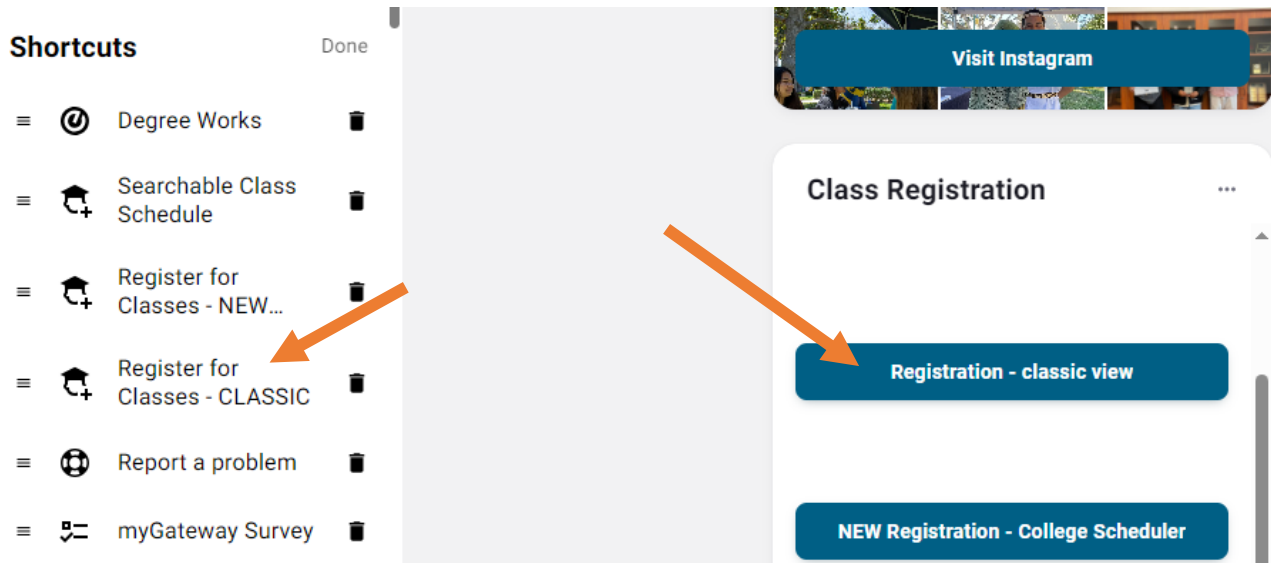 Shortcuts
Done
Degree Works
Searchable Class
Schedule
Register for
Classes - NEW...
Register for
Classes - CLASSIC
Report a problem
myGateway Survey
Visit Instagram
Class Registration
Registration - classic view
NEW Registration - College Scheduler